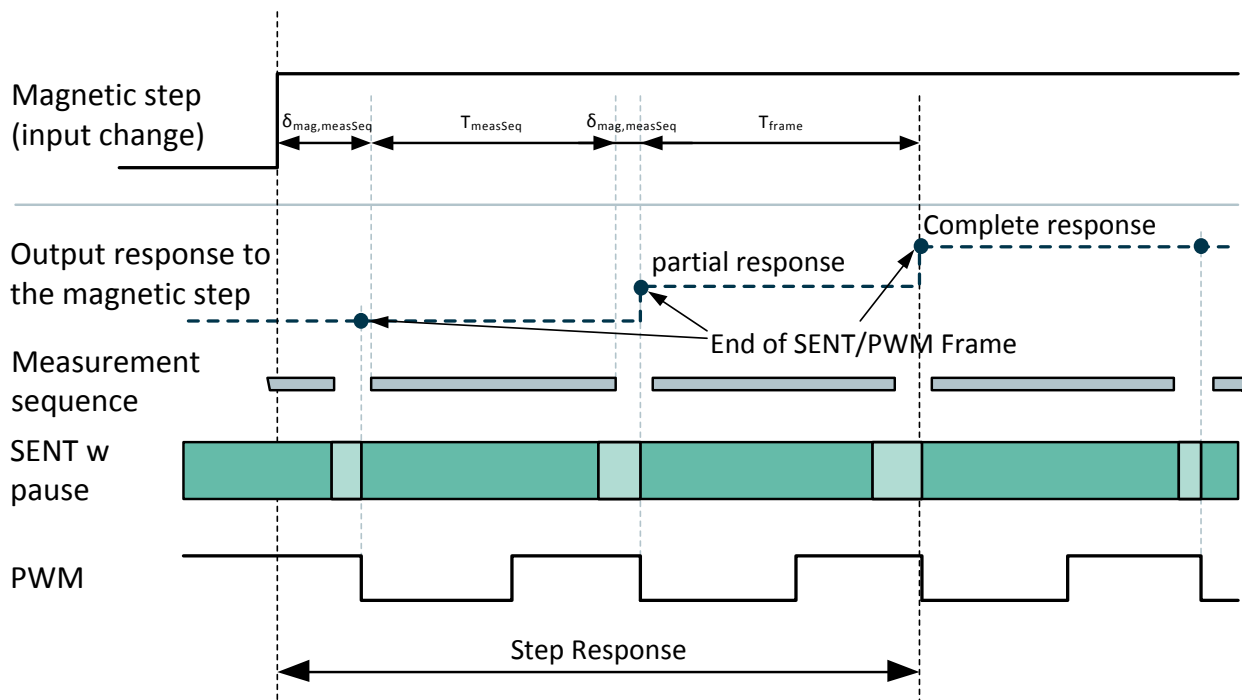 Magnetic step
(input change)
δmag,measSeq
TmeasSeq
δmag,measSeq
Tframe
Output response to
the magnetic step
partial response
Complete response
End of SENT/PWM Frame
Measurement
sequence
SENT w
pause
PWM
Step Response